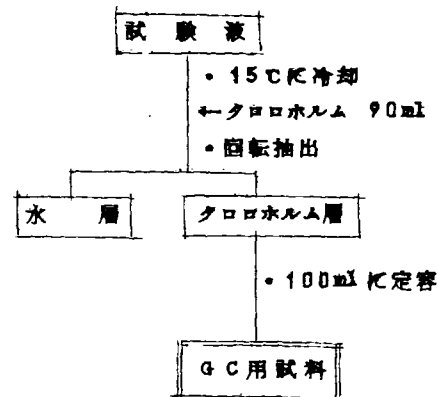 試験液
・15℃に冷却
←クロロホルム 90ml
・回転抽出
水層
クロロホルム層
・100mlに定容
GC用試料